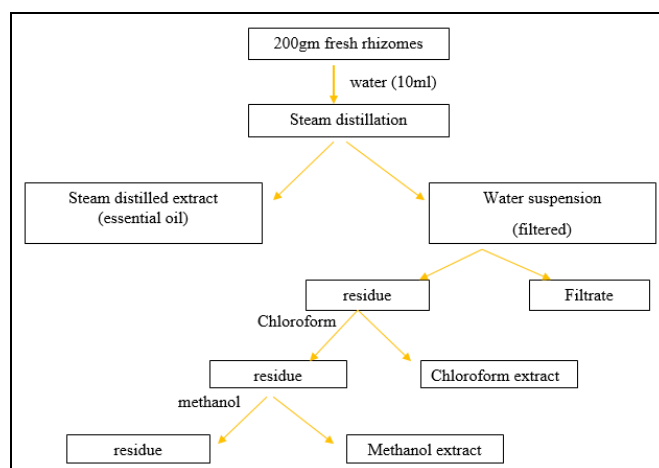 200gm fresh rhizomes
water (10ml)
Steam distillation
Steam distilled extract
(essential oil)
Water suspension
(filtered)
residue
Filtrate
Chloroform
residue
Chloroform extract
methanol
residue
Methanol extract